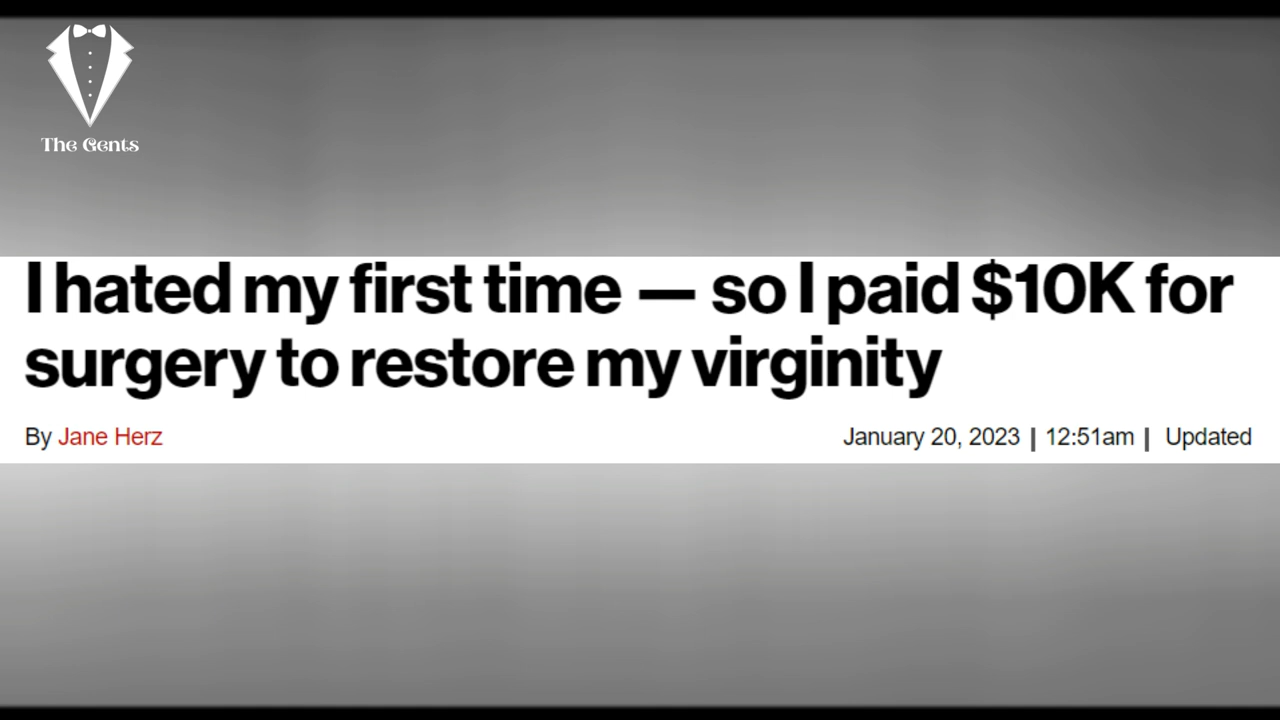 The Gents
I hated my first time — so I paid $10K for
surgery to restore my virginity
By Jane Herz
January 20, 2023 | 12:51am | Updated